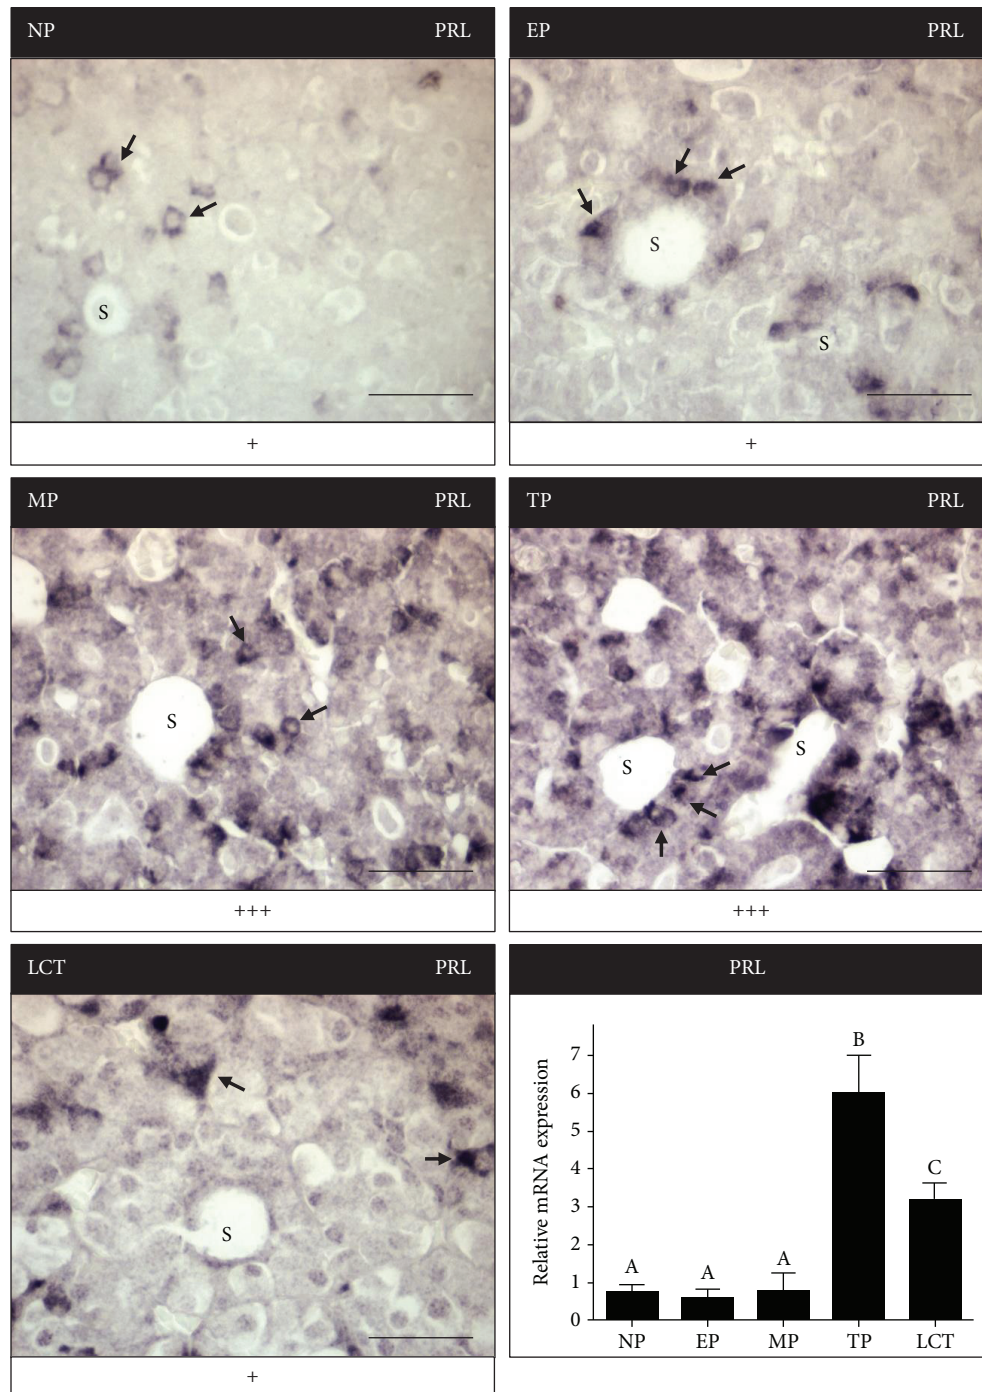 NP PRL
EP PRL
S
S
S
+
+
MP PRL
TP PRL
S
S
S
+++
+++
LCT PRL
PRL
S
+
Relative mRNA expression
7
6
5
4
3
2
1
0
A
A
A
B
C
NP EP MP TP LCT